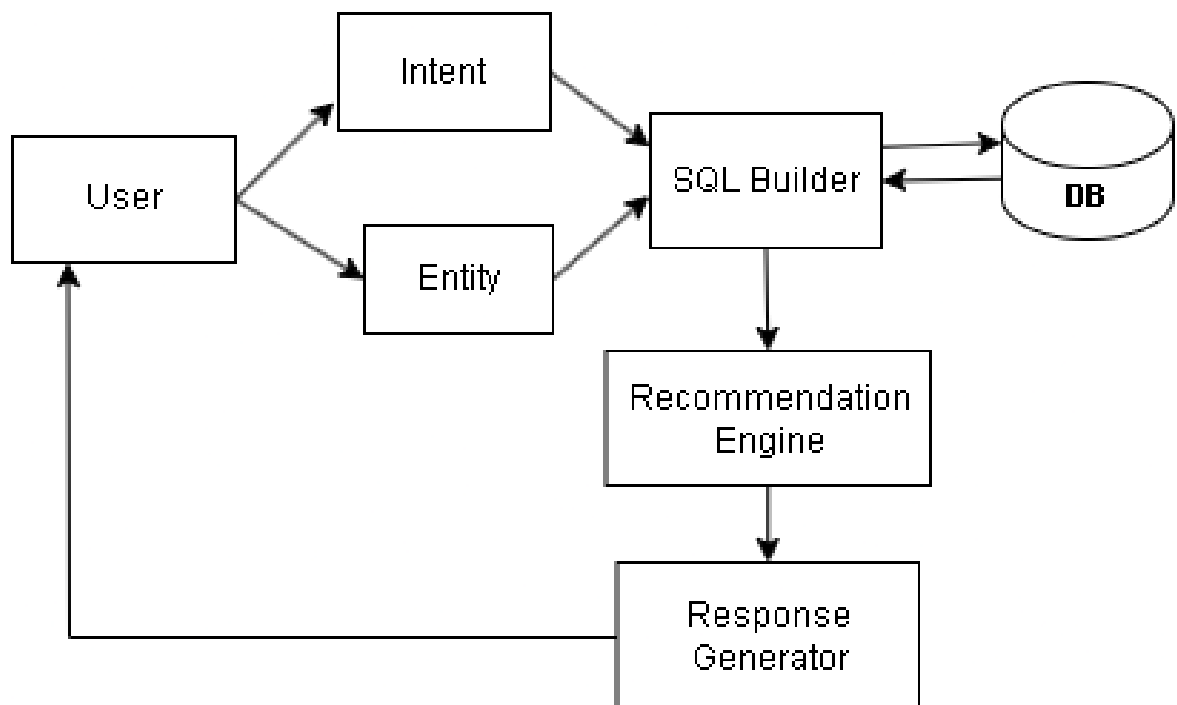 Intent
User
SQL Builder
DB
Entity
Recommendation
Engine
Response
Generator